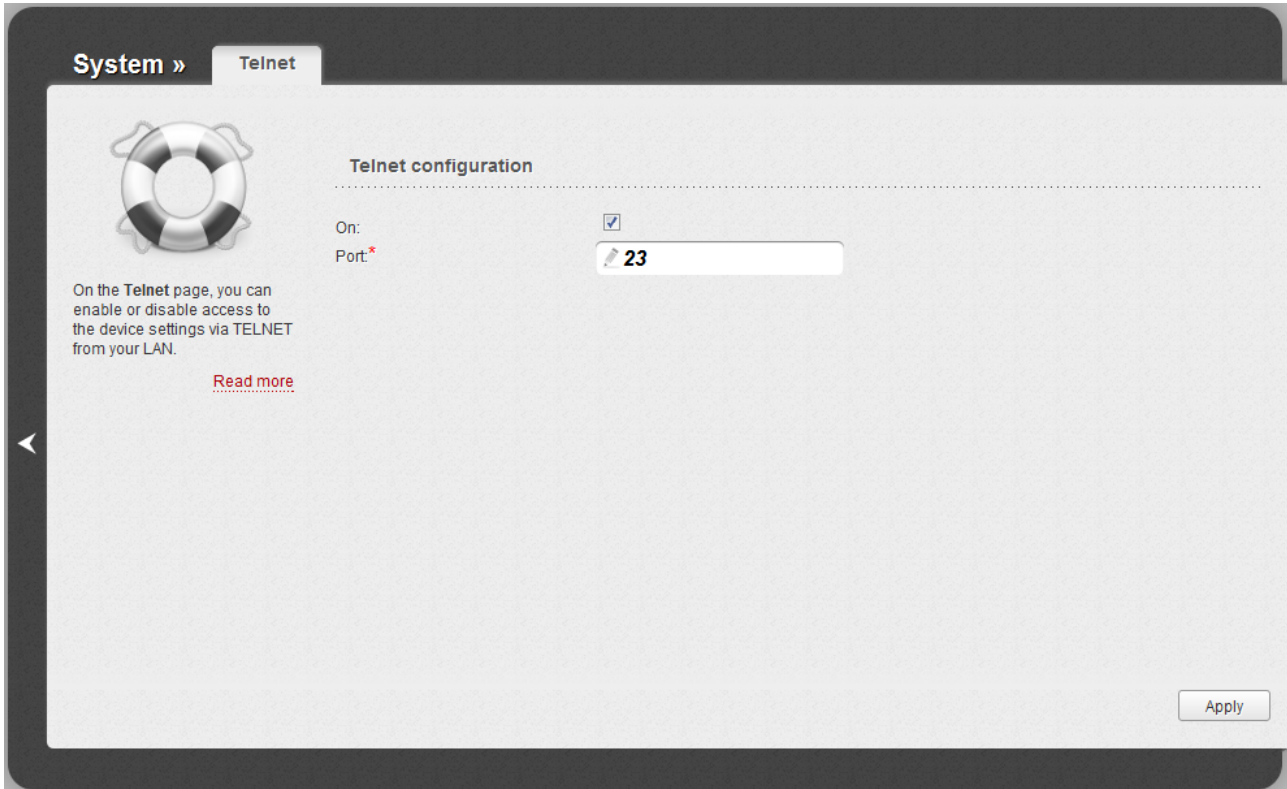 System »
Telnet
Telnet configuration
On:
Port:*
23
On the Telnet page, you can
enable or disable access to
the device settings via TELNET
from your LAN.
Read more
Apply